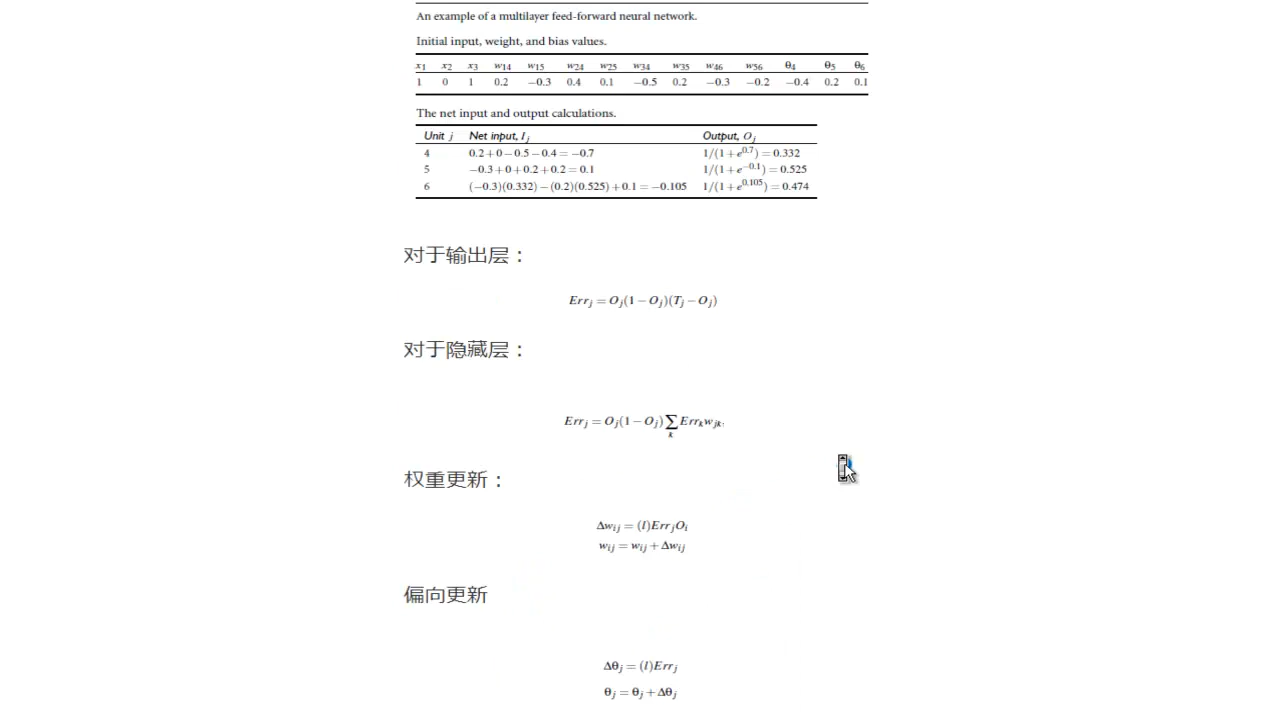 An example of a multilayer feed-forward neural network.
Initial input, weight, and bias values.
x1 x2 x3 w14 w15 w24 w25 w34 w35 w46 w56 θ4 θ5 θ6
1 0 1 0.2 −0.3 0.4 0.1 −0.5 0.2 −0.3 −0.2 −0.4 0.2 0.1
The net input and output calculations.
Unit j Net input, Ij Output, Oj
4 0.2+0−0.5−0.4=−0.7 1/(1+e^0.7)=0.332
5 −0.3+0+0.2+0.2=0.1 1/(1+e^−0.1)=0.525
6 (−0.3)(0.332)−(0.2)(0.525)+0.1=−0.105 1/(1+e^0.105)=0.474
对于输出层：
Errj = Oj(1−Oj)(Tj−Oj)
对于隐藏层：
Errj = Oj(1−Oj)∑k Errkwjk,
权重更新：
Δwij = (l)ErrjOi
wij = wij + Δwij
偏向更新
Δθj = (l)Errj
θj = θj + Δθj